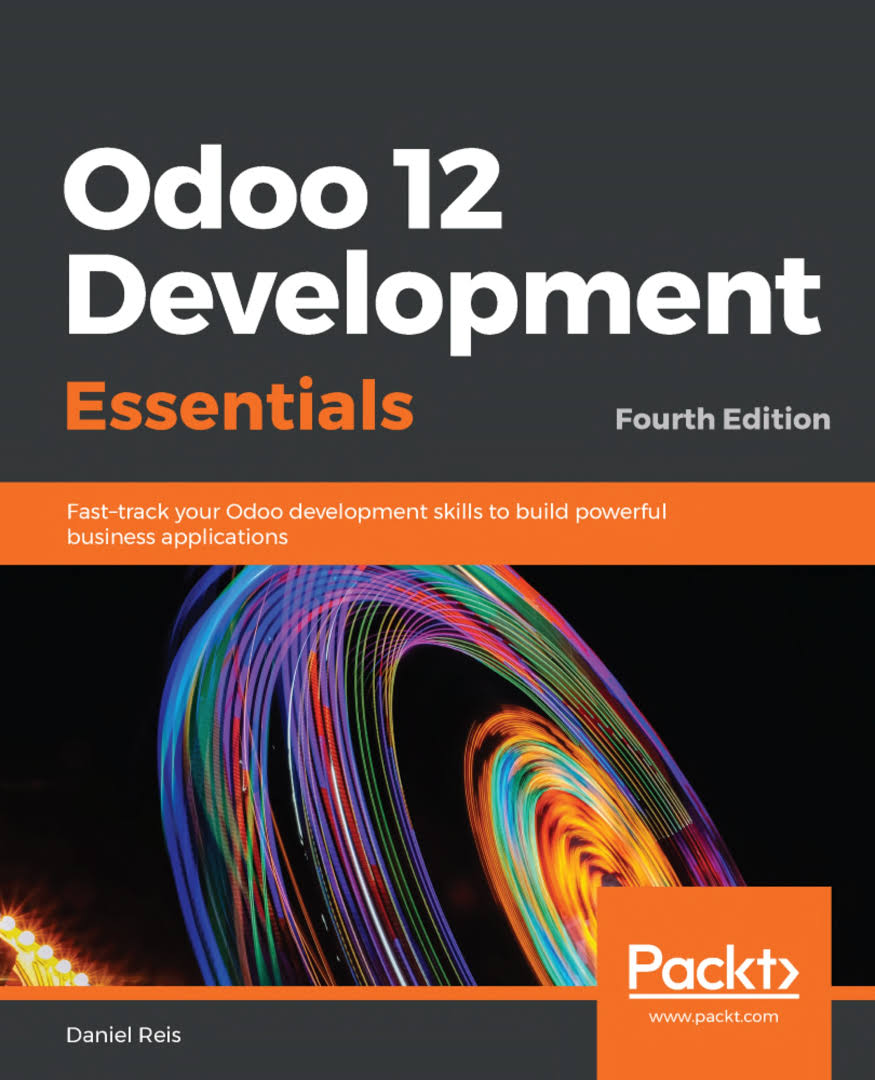 Odoo 12
Development
Essentials
Fourth Edition
Fast-track your Odoo development skills to build powerful
business applications
Packt>
www.packt.com
Daniel Reis